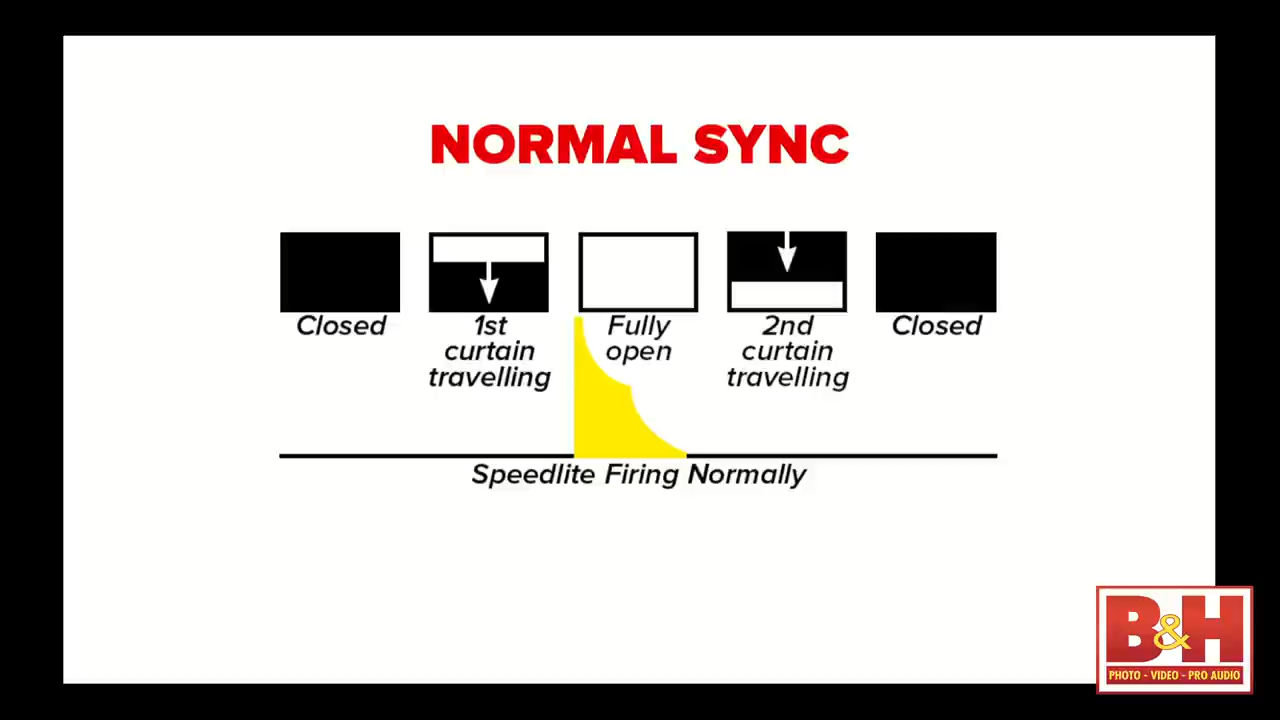 NORMAL SYNC
Closed
1st
curtain
travelling
Fully
open
2nd
curtain
travelling
Closed
Speedlite Firing Normally
B&H
PHOTO - VIDEO - PRO AUDIO